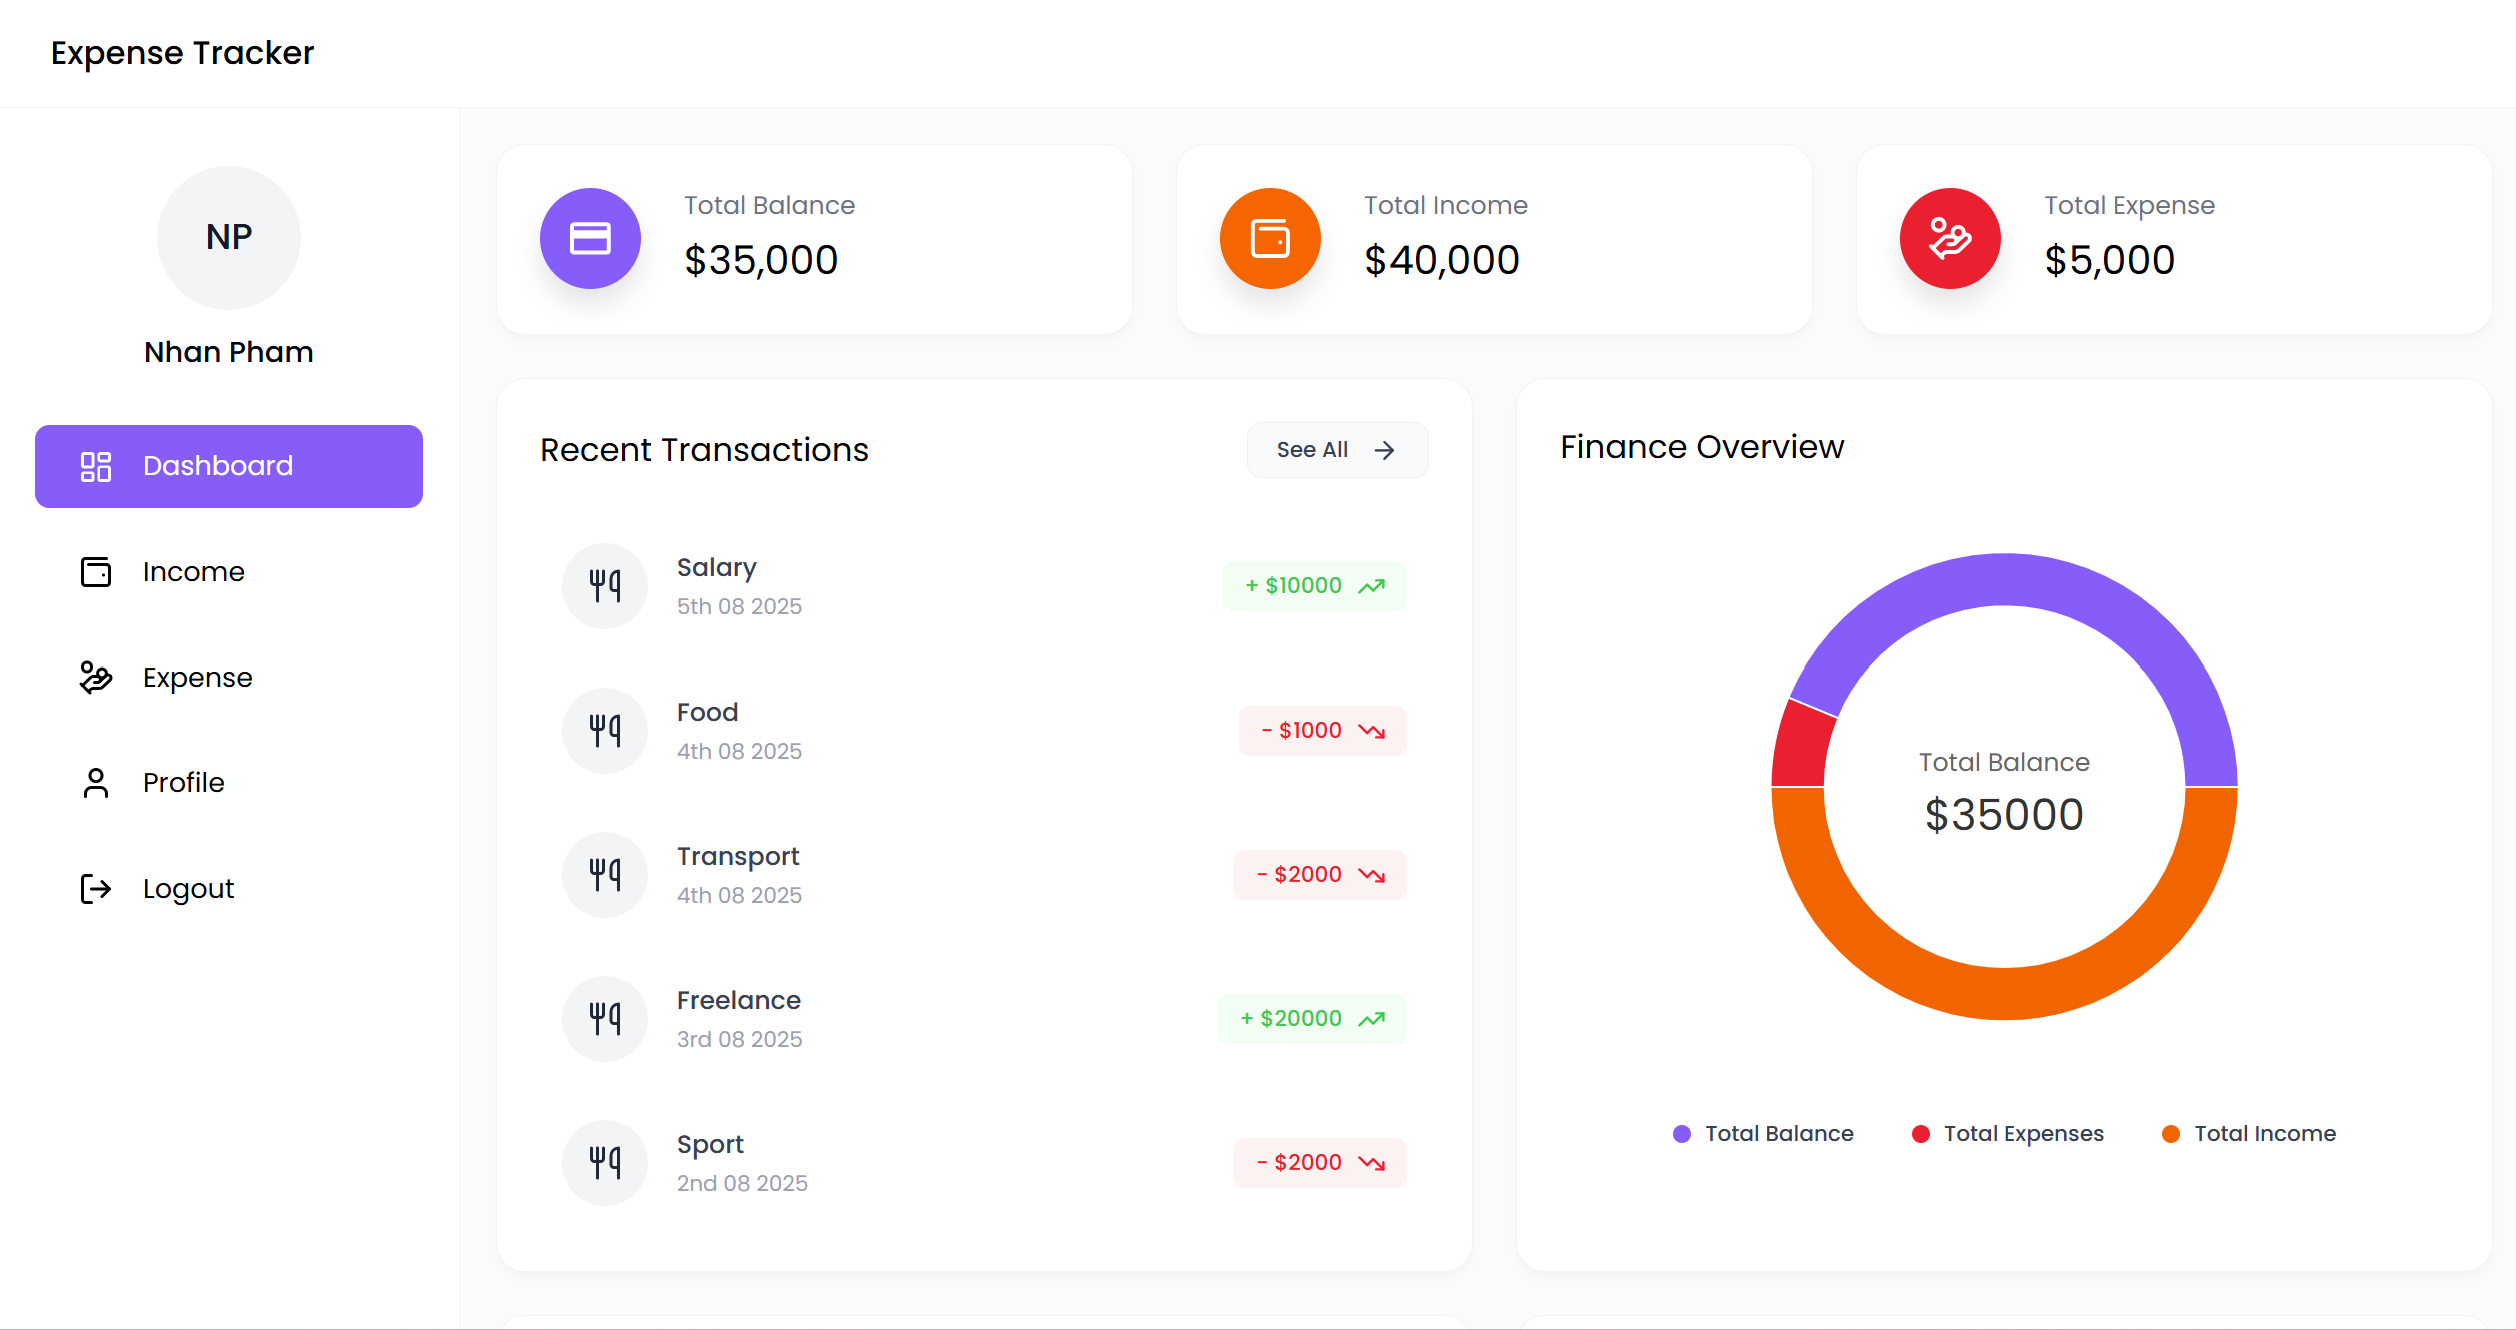 Expense Tracker
NP
Nhan Pham
Dashboard
Income
Expense
Profile
Logout
Total Balance
$35,000
Total Income
$40,000
Total Expense
$5,000
Recent Transactions
See All
Salary
5th 08 2025
+ $10000
Food
4th 08 2025
- $1000
Transport
4th 08 2025
- $2000
Freelance
3rd 08 2025
+ $20000
Sport
2nd 08 2025
- $2000
Finance Overview
Total Balance
$35000
Total Balance
Total Expenses
Total Income